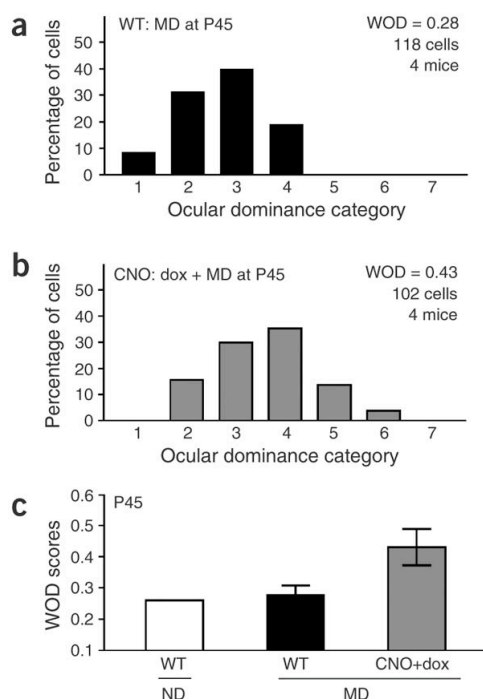 a
WT: MD at P45
WOD = 0.28
118 cells
4 mice
Percentage of cells
50
40
30
20
10
0
1 2 3 4 5 6 7
Ocular dominance category
b
CNO: dox + MD at P45
WOD = 0.43
102 cells
4 mice
Percentage of cells
50
40
30
20
10
0
1 2 3 4 5 6 7
Ocular dominance category
c
P45
WOD scores
0.6
0.5
0.4
0.3
0.2
0.1
WT WT CNO+dox
ND MD